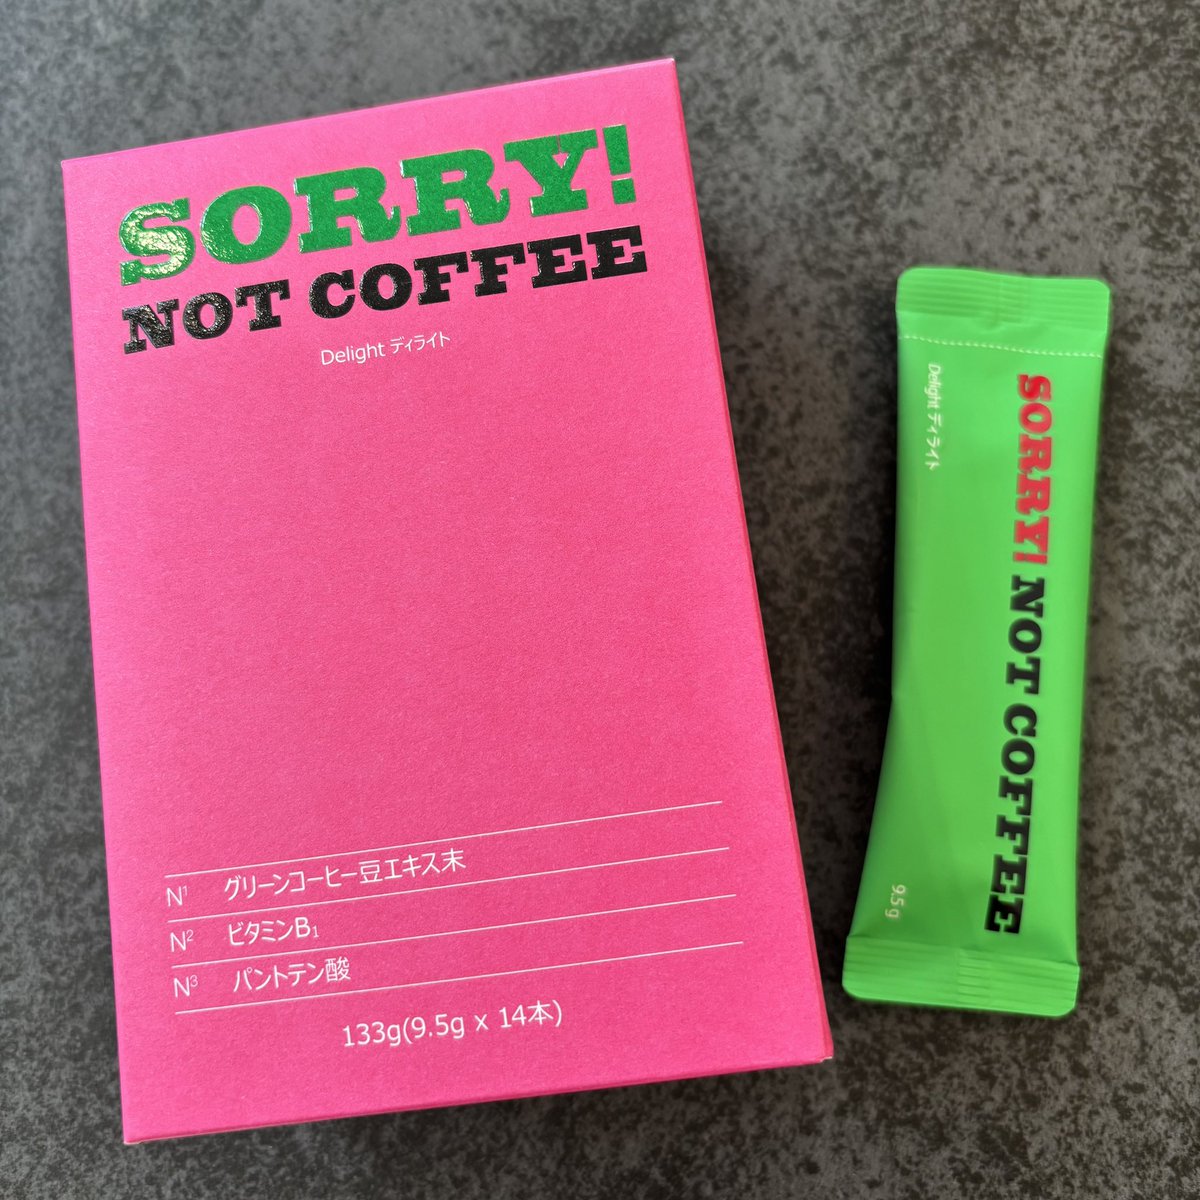 SORRY!
NOT COFFEE
Delight ディライト
N¹ グリーンコーヒー豆エキス末
N² ビタミンB₁
N³ パントテン酸
133g(9.5g x 14本)
SORRY! NOT COFFEE
Delight ディライト
9.5g